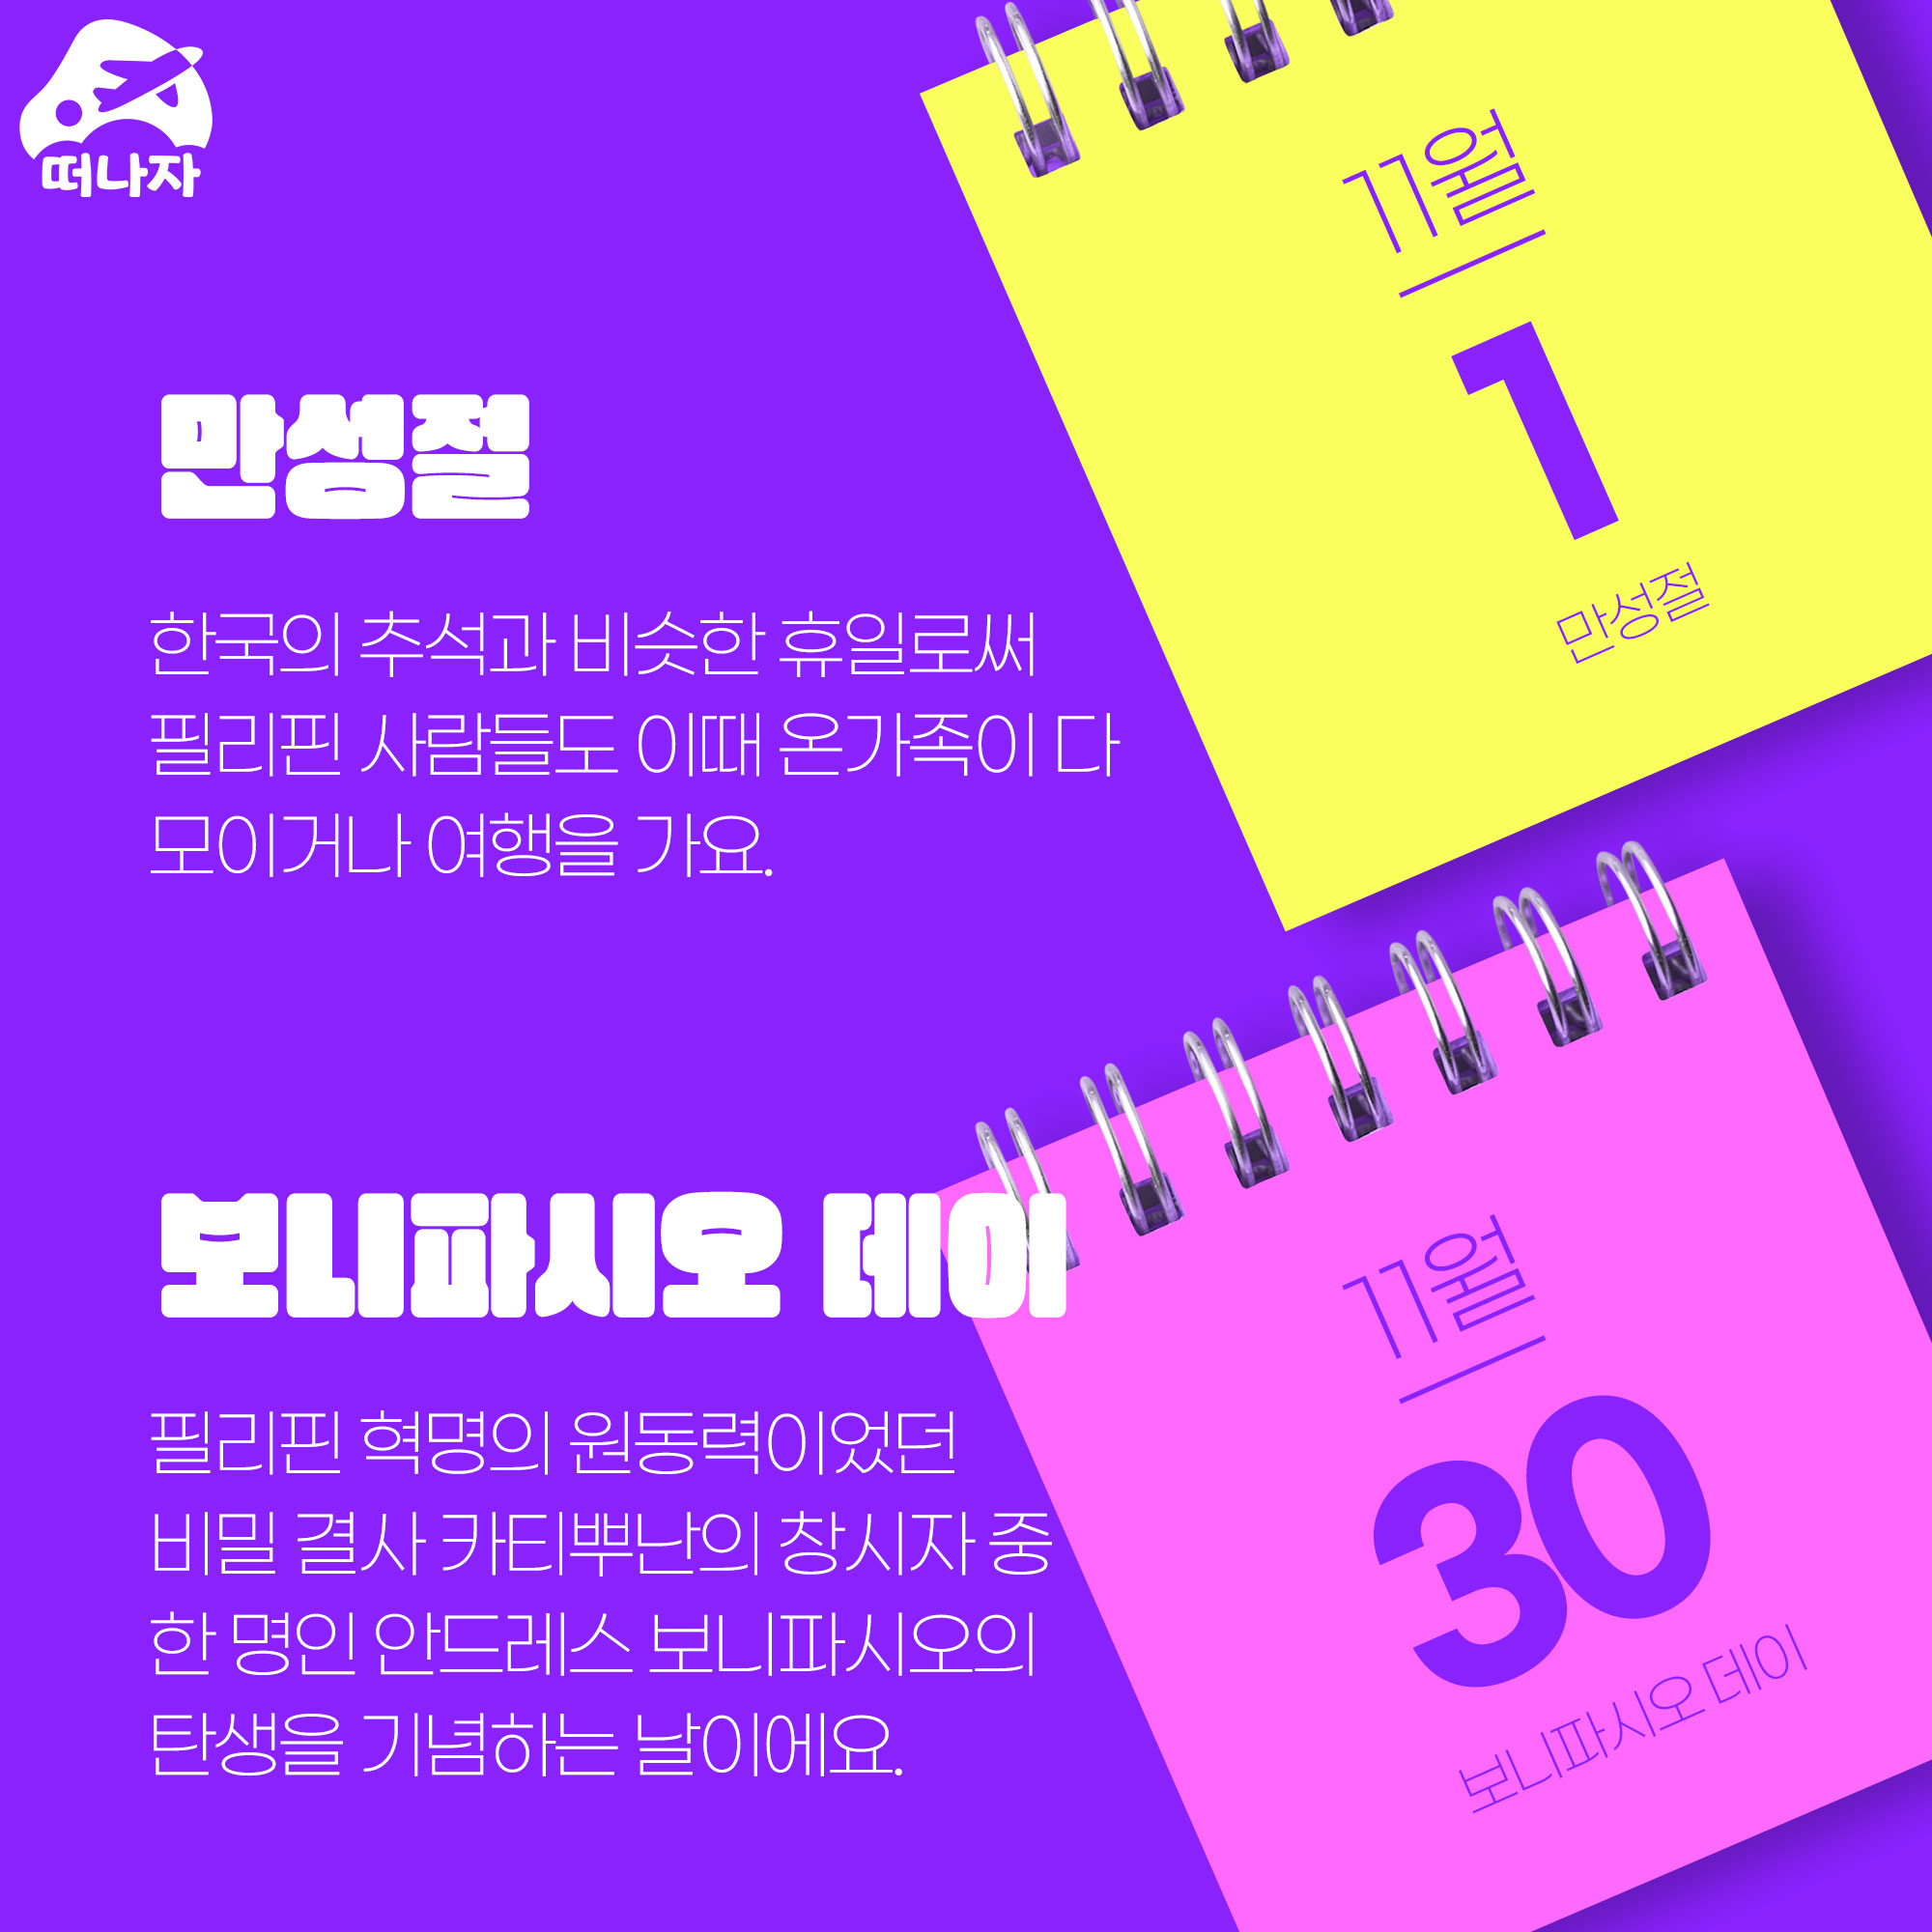 떠나자
11월
1
만성절
만성절
한국의 추석과 비슷한 휴일로써
필리핀 사람들도 이때 온가족이 다
모이거나 여행을 가요.
11월
30
보니파시오 데이
보니파시오 데이
필리핀 혁명의 원동력이었던
비밀 결사 카티뿌난의 창시자 중
한 명인 안드레스 보니파시오의
탄생을 기념하는 날이에요.